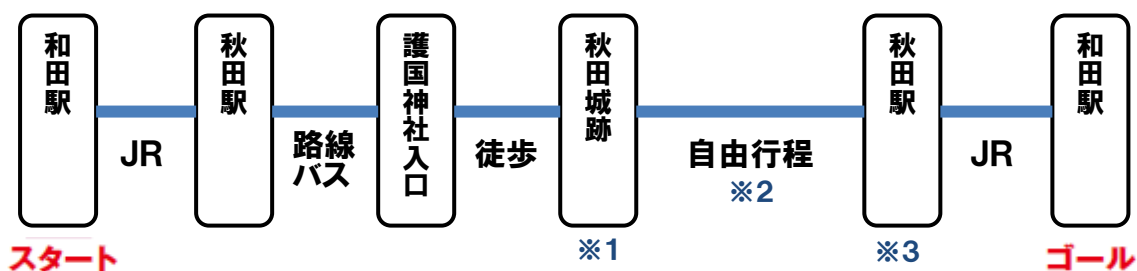 和田駅
JR
秋田駅
路線
バス
護国神社入口
徒歩
秋田城跡
自由行程
※2
秋田駅
JR
和田駅
スタート
※1
※3
ゴール